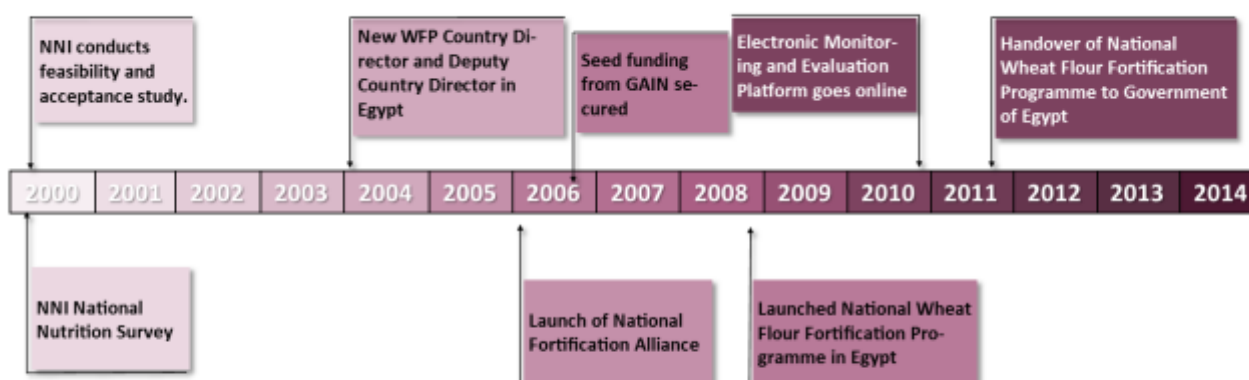 NNI conducts
feasibility and
acceptance study.
New WFP Country Di-
rector and Deputy
Country Director in
Egypt
Seed funding
from GAIN se-
cured
Electronic Monitor-
ing and Evaluation
Platform goes online
Handover of National
Wheat Flour Fortification
Programme to Government
of Egypt
2000 2001 2002 2003 2004 2005 2006 2007 2008 2009 2010 2011 2012 2013 2014
NNI National
Nutrition Survey
Launch of National
Fortification Alliance
Launched National Wheat
Flour Fortification Pro-
gramme in Egypt